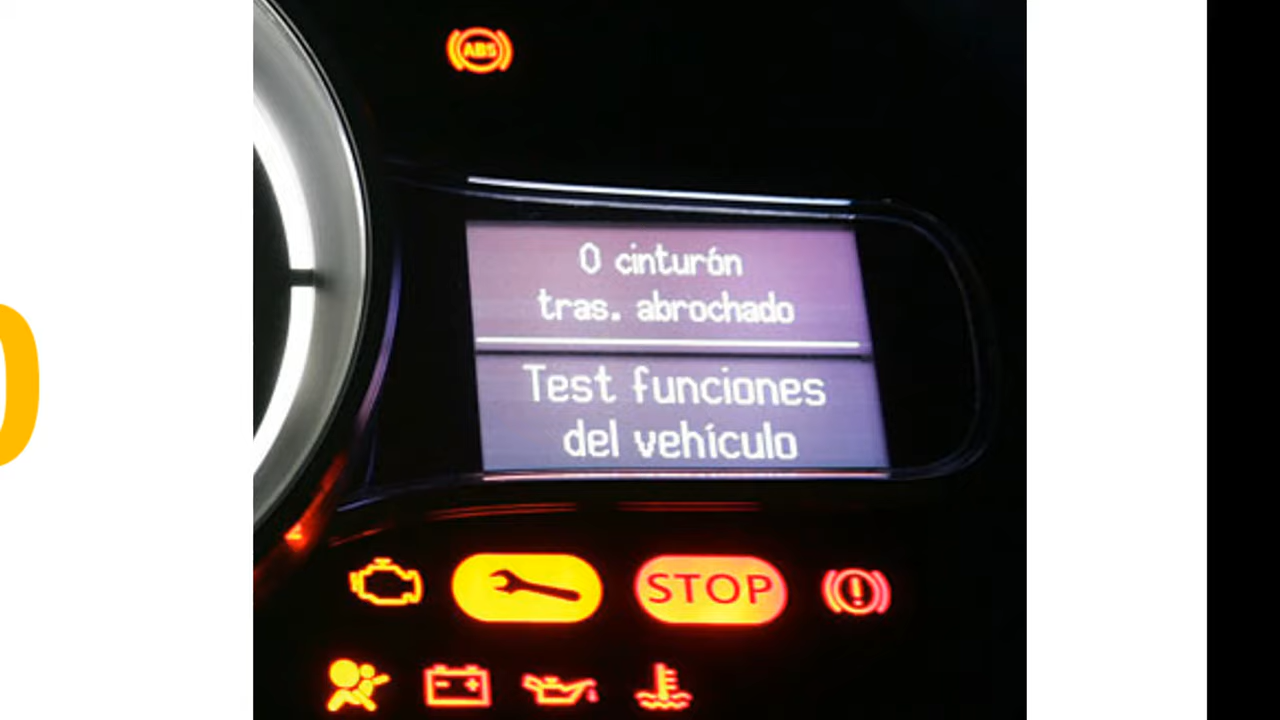 ABS
0 cinturón
tras. abrochado
Test funciones
del vehículo
STOP